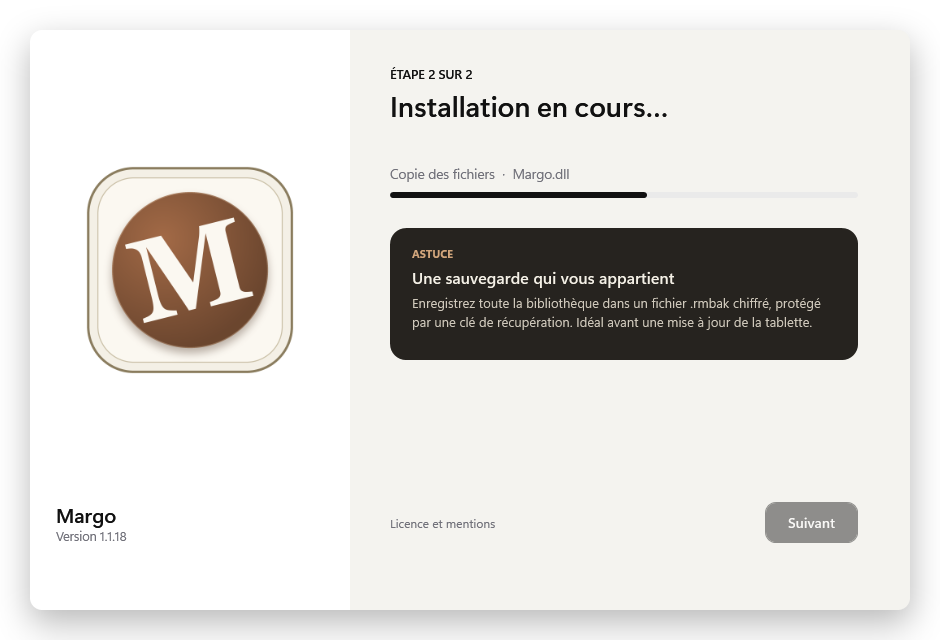 M
Margo
Version 1.1.18
ÉTAPE 2 SUR 2
Installation en cours...
Copie des fichiers · Margo.dll
ASTUCE
Une sauvegarde qui vous appartient
Enregistrez toute la bibliothèque dans un fichier .rmbak chiffré, protégé
par une clé de récupération. Idéal avant une mise à jour de la tablette.
Licence et mentions
Suivant